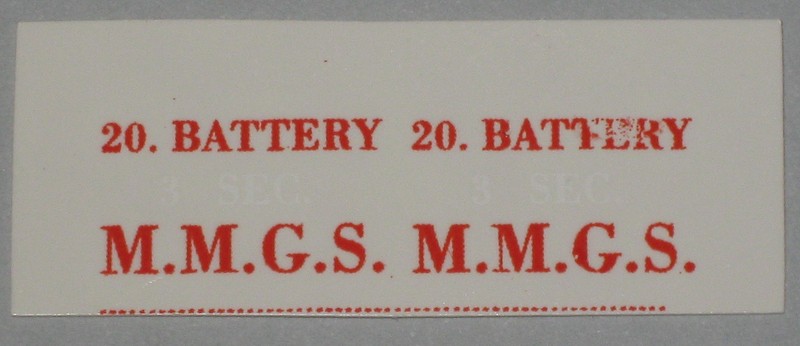 20. BATTERY 20. BATTERY
3 SEC. 3 SEC.
M.M.G.S. M.M.G.S.